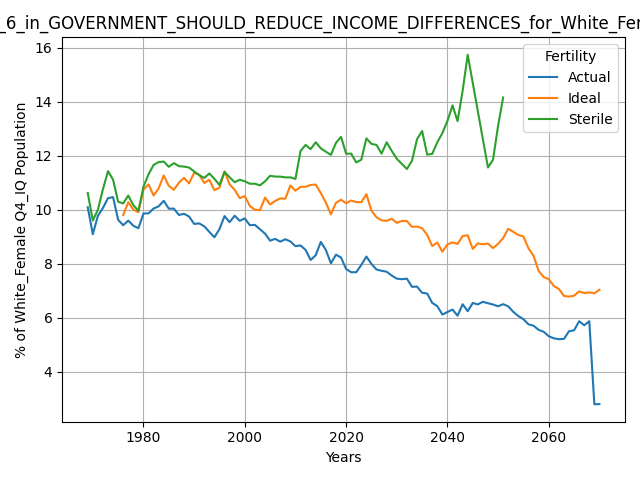 _6_in_GOVERNMENT_SHOULD_REDUCE_INCOME_DIFFERENCES_for_White_Fe
Fertility
Actual
Ideal
Sterile
16
14
12
10
8
6
4
% of White_Female Q4_IQ Population
1980
2000
2020
2040
2060
Years